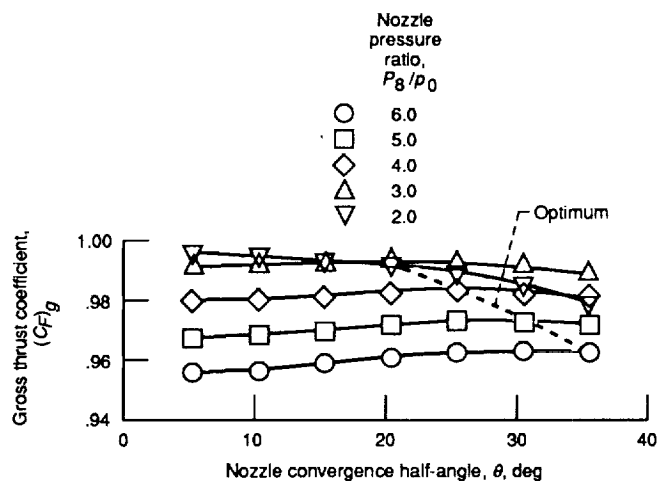 Nozzle
pressure
ratio,
P8/p0
6.0
5.0
4.0
3.0
2.0
Optimum
1.00
.98
.96
.94
Gross thrust coefficient,
(CF)g
0
10
20
30
40
Nozzle convergence half-angle, θ, deg